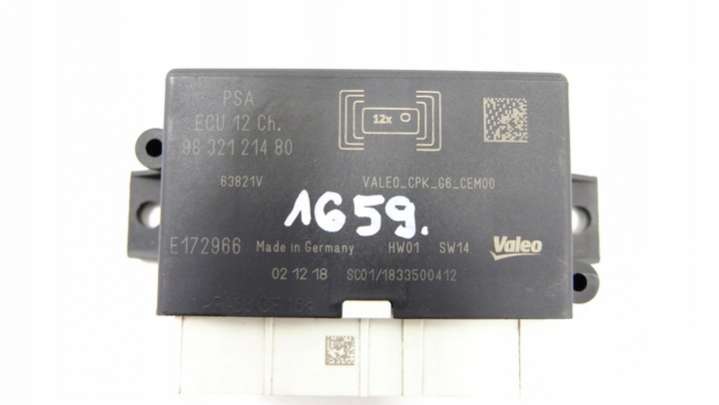 PSA
ECU 12 Ch.
12x
98 321 214 80
63821V VALEO_CPK_G6_CEM00
1659.
E172966 Made in Germany HW01 SW14 Valeo
02 12 18 SC01/1833500412